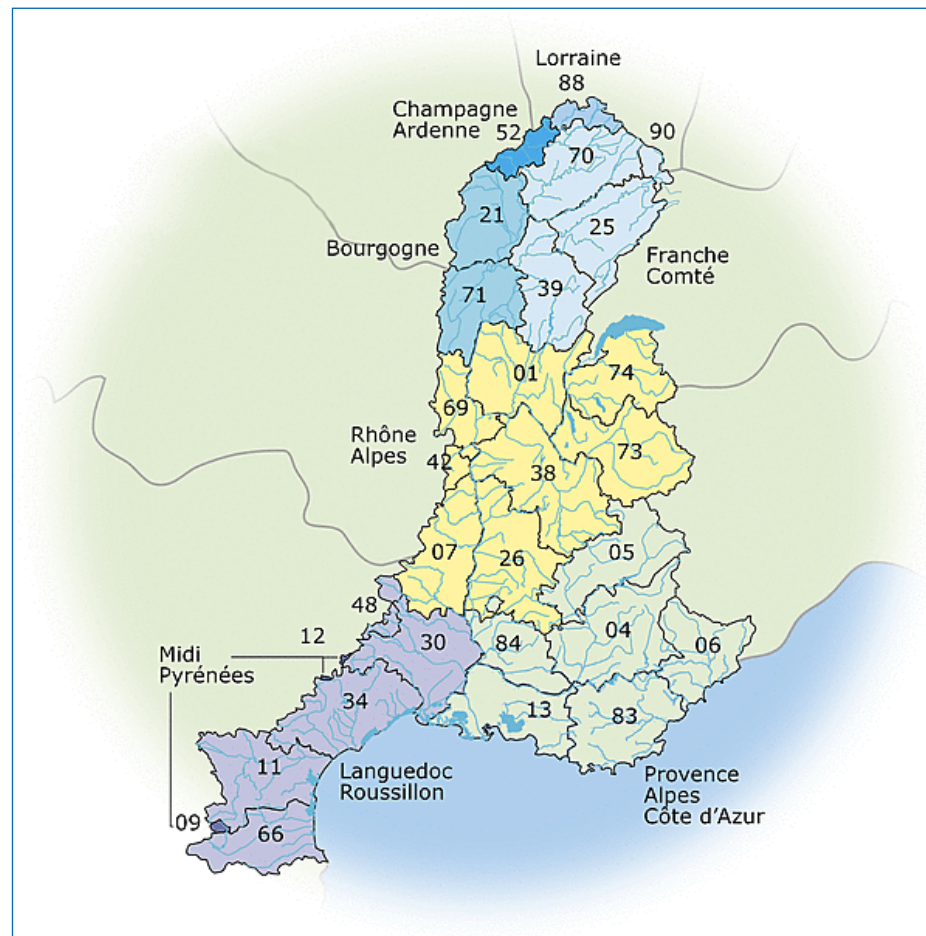 Lorraine
88
Champagne
Ardenne
52
90
70
21
25
Bourgogne
Franche
Comté
71
39
01
74
69
Rhône
Alpes
42
38
73
07
26
05
48
12
30
84
04
06
Midi
Pyrénées
34
13
83
11
Languedoc
Roussillon
Provence
Alpes
Côte d'Azur
09
66